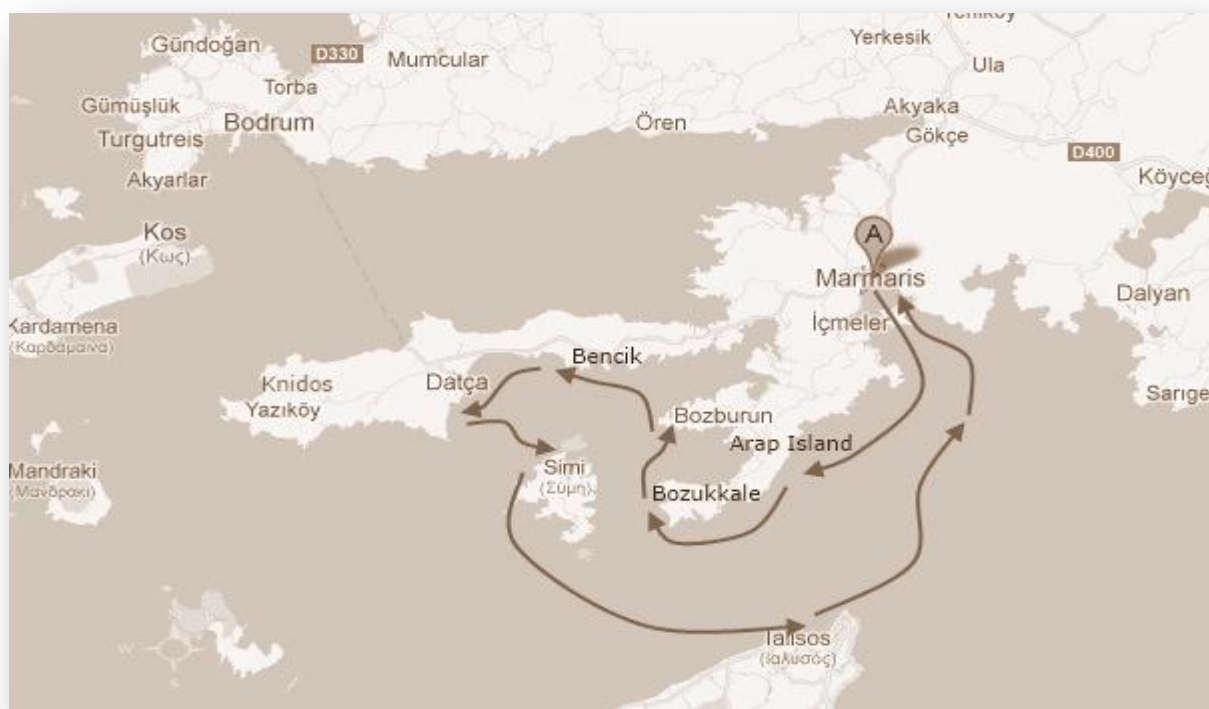 Yeniköy
Gündoğan
D330
Mumcular
Yerkesik
Ula
Torba
Gümüşlük
Bodrum
Ören
Akyaka
Gökçe
Turgutreis
D400
Akyarlar
Köyceğ
Kos
(Κως)
A
Marmaris
Dalyan
İçmeler
Kardamena
(Καρδάμαινα)
Bencik
Datça
Knidos
Yazıköy
Sarıge
Bozburun
Arap Island
Simi
(Σύμη)
Mandraki
(Μανδράκι)
Bozukkale
Ialisos
(Ιαλυσός)
W